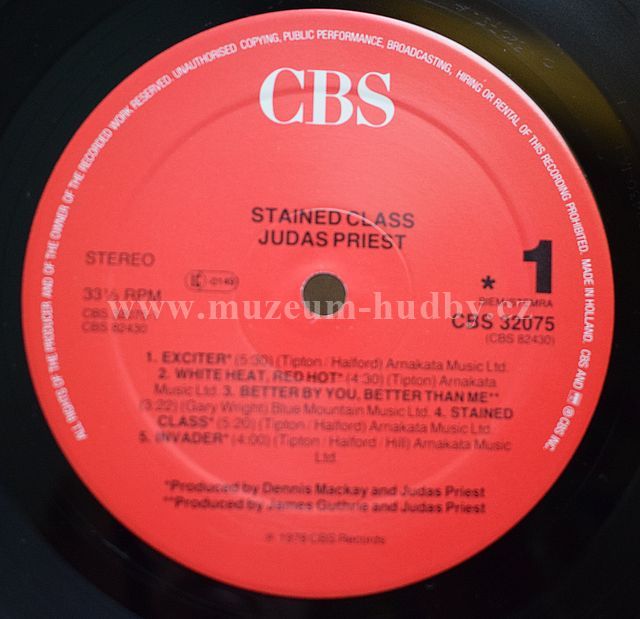 ALL RIGHTS OF THE PRODUCER AND OF THE OWNER OF THE RECORDED WORK RESERVED. UNAUTHORISED COPYING, PUBLIC PERFORMANCE, BROADCASTING, HIRING OR RENTAL OF THIS RECORDING PROHIBITED. MADE IN HOLLAND. CBS AND ® CBS INC.
CBS
STAINED CLASS
JUDAS PRIEST
STEREO
* 1
33⅓ RPM
BIEM/STEMRA
www.muzeum-hudby.cz
CBS 32075
CBS 82430
(CBS 82430)
1. EXCITER* (5:30) (Tipton/Halford) Arnakata Music Ltd.
2. WHITE HEAT, RED HOT* (4:30) (Tipton) Arnakata
Music Ltd. 3. BETTER BY YOU, BETTER THAN ME**
(3:22) (Gary Wright) Blue Mountain Music Ltd. 4. STAINED
CLASS* (5:20) (Tipton/Halford) Arnakata Music Ltd.
5. INVADER* (4:00) (Tipton/Halford/Hill) Arnakata Music
Ltd.
*Produced by Dennis Mackay and Judas Priest
**Produced by James Guthrie and Judas Priest
℗ 1978 CBS Records